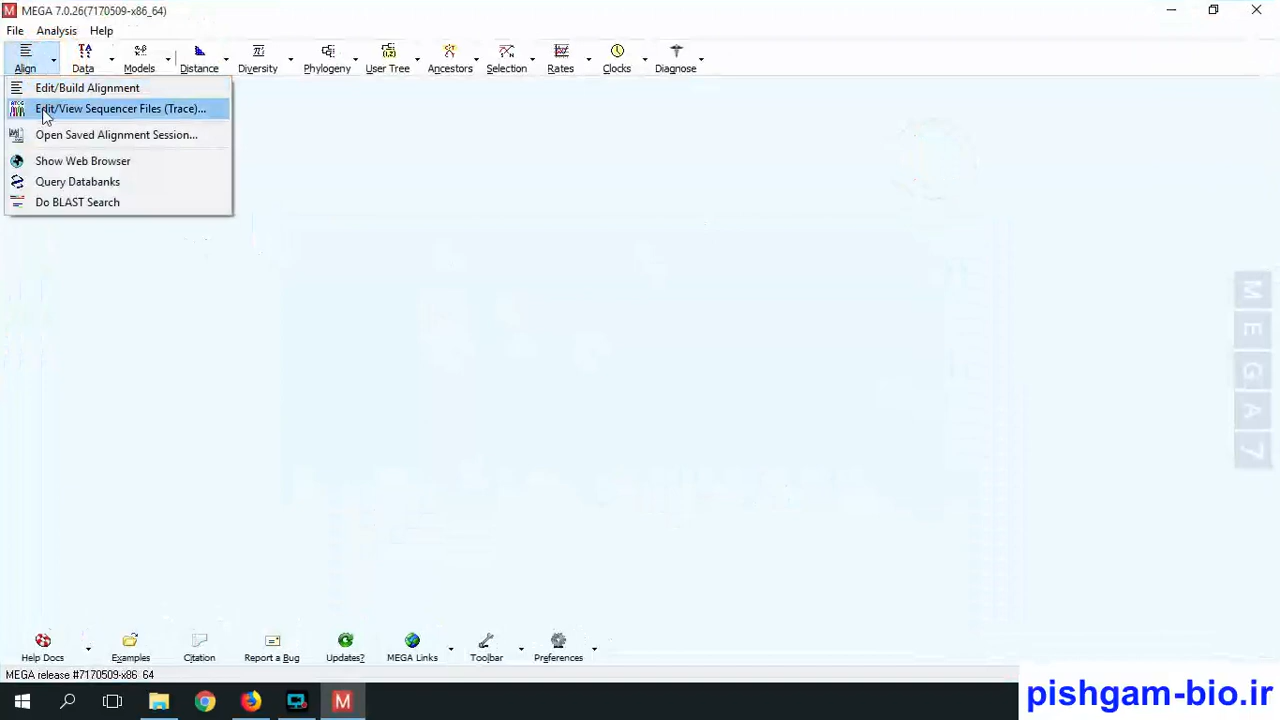 MEGA 7.0.26(7170509-x86_64)
File Analysis Help
Align Data Models Distance Diversity Phylogeny User Tree Ancestors Selection Rates Clocks Diagnose
Edit/Build Alignment
Edit/View Sequencer Files (Trace)...
Open Saved Alignment Session...
Show Web Browser
Query Databanks
Do BLAST Search
M
E
G
A
7
Help Docs Examples Citation Report a Bug Updates? MEGA Links Toolbar Preferences
MEGA release #7170509-x86 64
pishgam-bio.ir